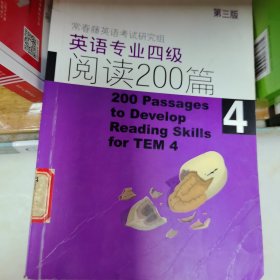 第三版
常春藤英语考试研究组
英语专业四级
阅读200篇
200 Passages
to Develop
Reading Skills
for TEM 4
4